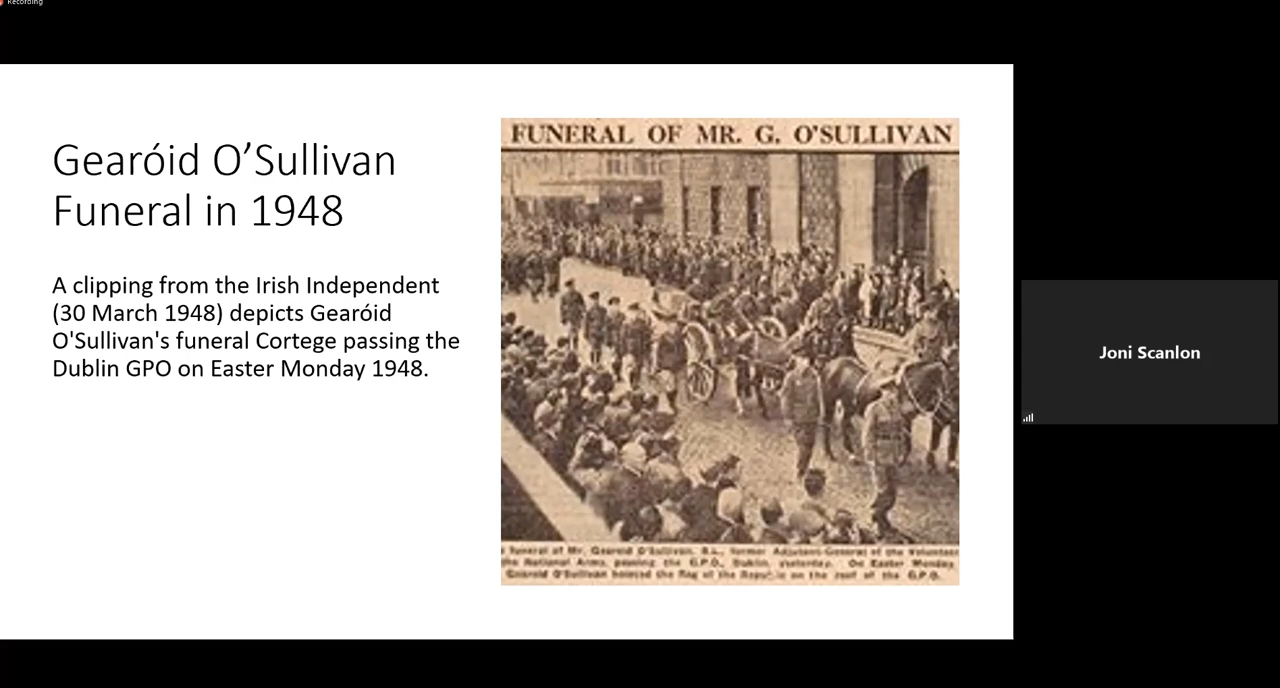 Recording
Gearóid O’Sullivan
Funeral in 1948
A clipping from the Irish Independent
(30 March 1948) depicts Gearóid
O'Sullivan's funeral Cortege passing the
Dublin GPO on Easter Monday 1948.
FUNERAL OF MR. G. O'SULLIVAN
funeral of Mr. Gearoid O'Sullivan, B.L., former Adjutant-General of the Volunteer
the National Army, passing the G.P.O., Dublin, yesterday. On Easter Monday
Gearoid O'Sullivan hoisted the flag of the Republic on the roof of the G.P.O.
Joni Scanlon